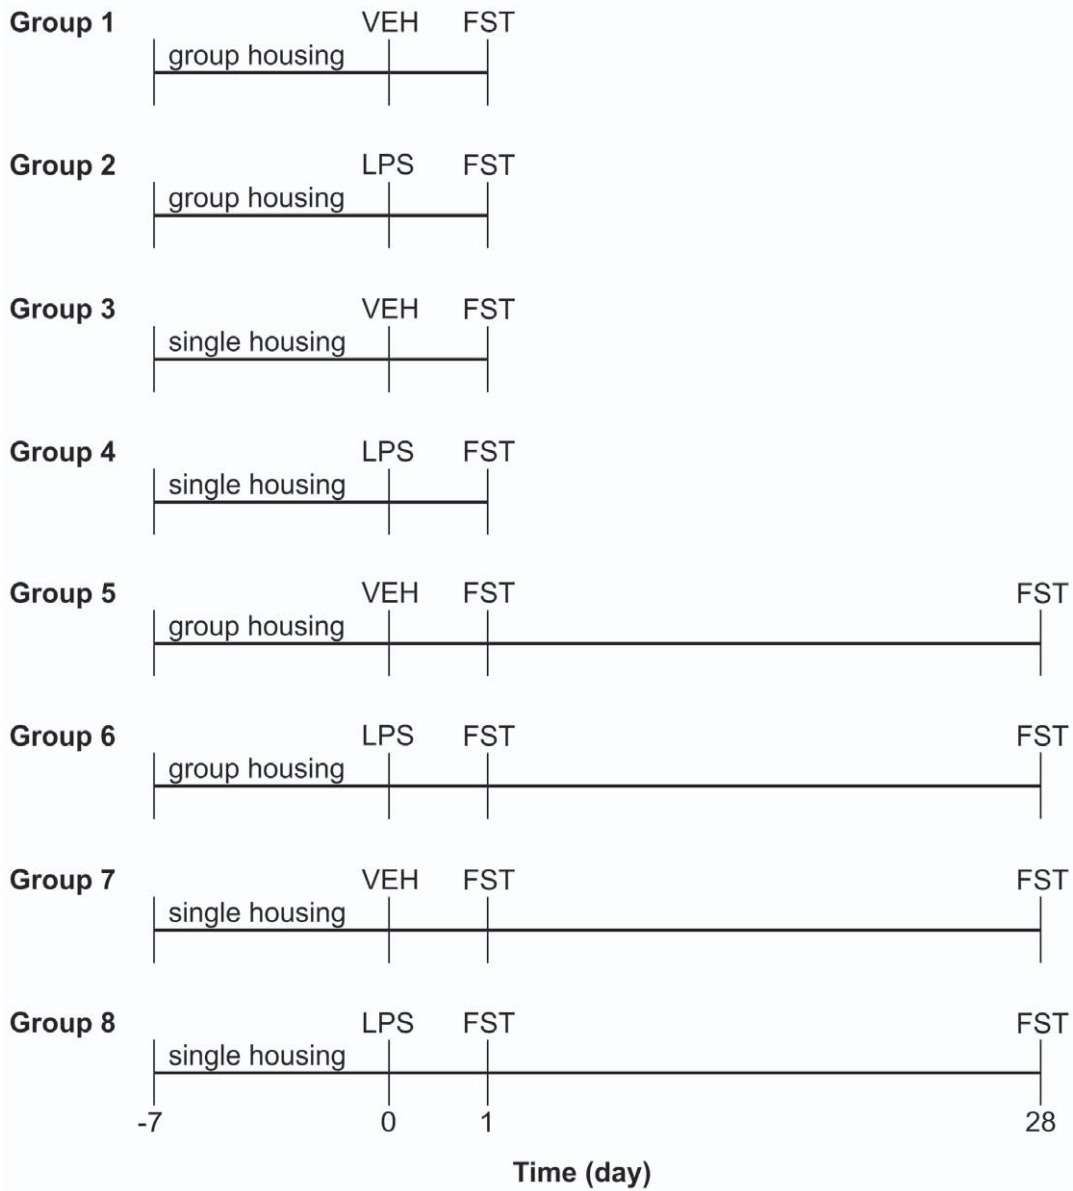 Group 1 VEH FST
group housing
Group 2 LPS FST
group housing
Group 3 VEH FST
single housing
Group 4 LPS FST
single housing
Group 5 VEH FST FST
group housing
Group 6 LPS FST FST
group housing
Group 7 VEH FST FST
single housing
Group 8 LPS FST FST
single housing
-7 0 1 28
Time (day)